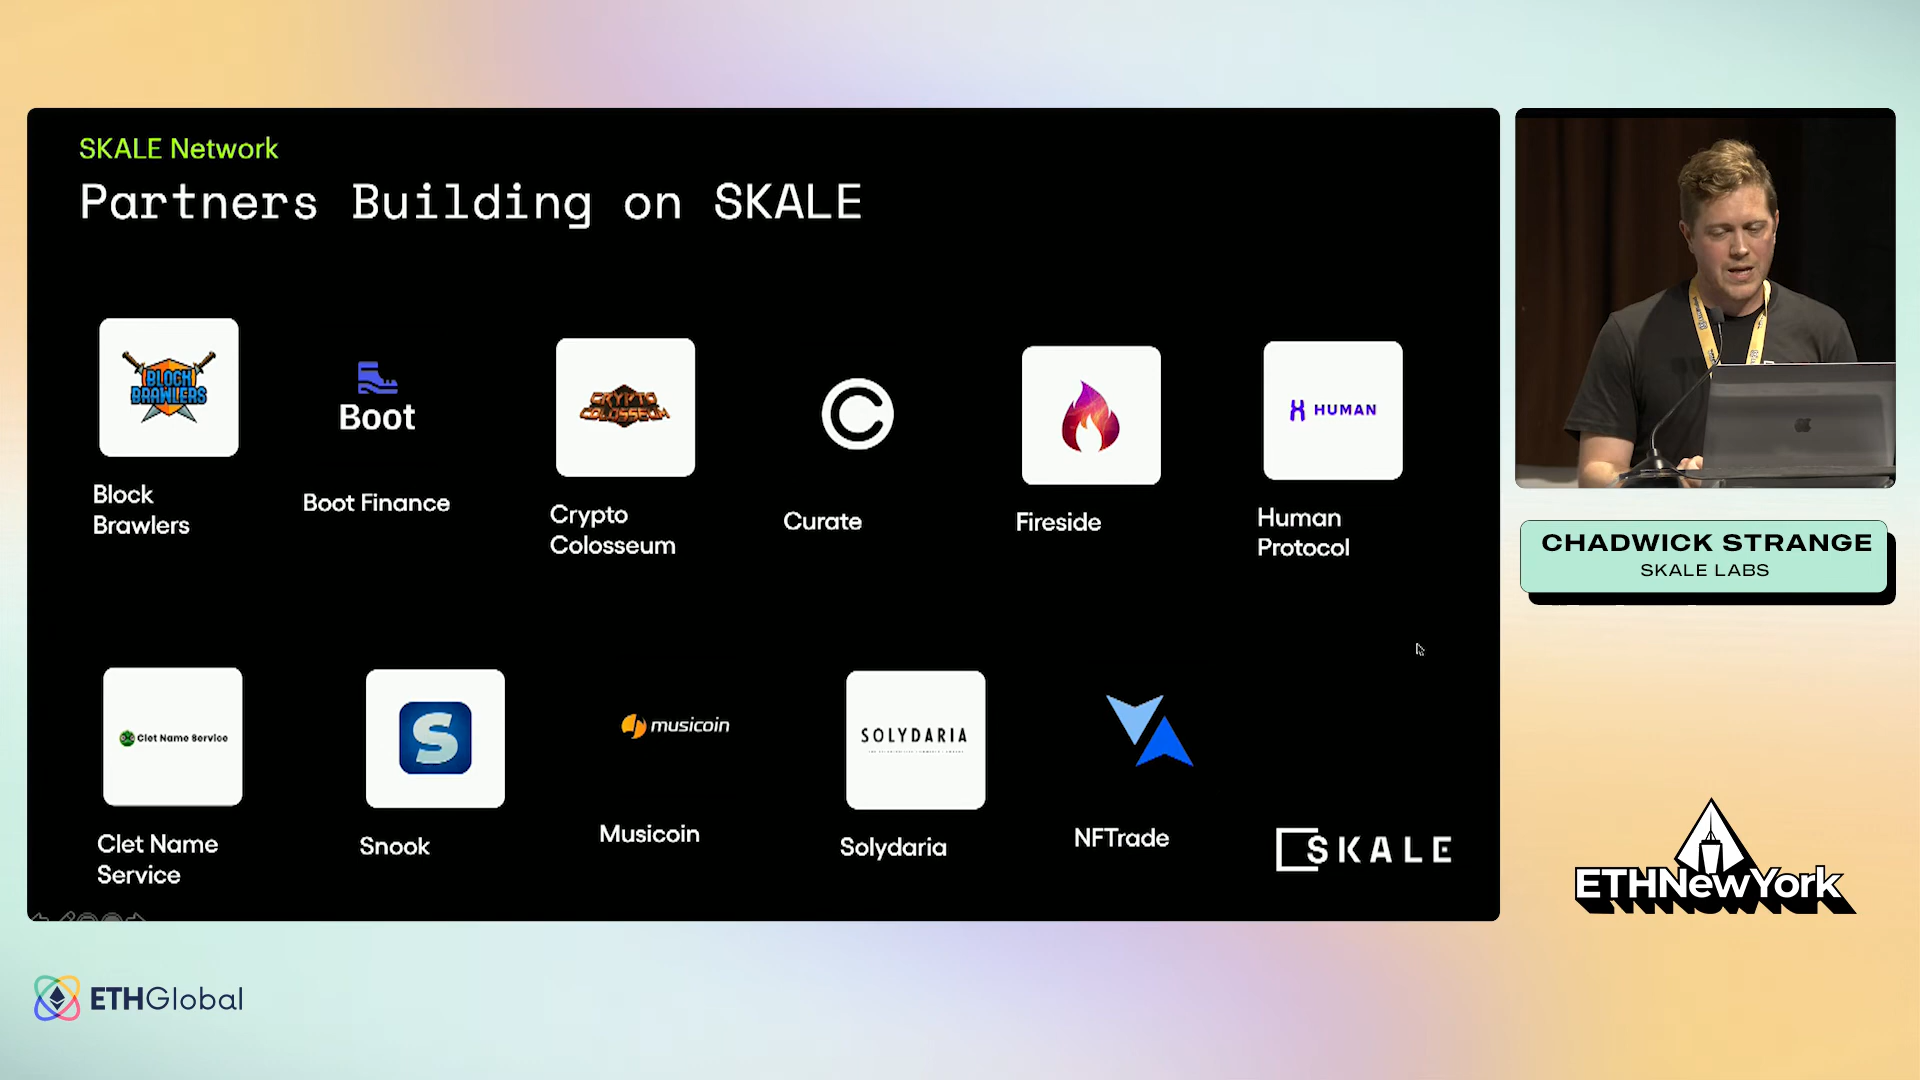 SKALE Network
Partners Building on SKALE
BLOCK
BRAWLERS
Boot
CRYPTO
COLOSSEUM
HUMAN
Block
Brawlers
Boot Finance
Crypto
Colosseum
Curate
Fireside
Human
Protocol
Clet Name Service
S
musicoin
SOLYDARIA
Clet Name
Service
Snook
Musicoin
Solydaria
NFTrade
SKALE
CHADWICK STRANGE
SKALE LABS
ETHNewYork
ETHGlobal